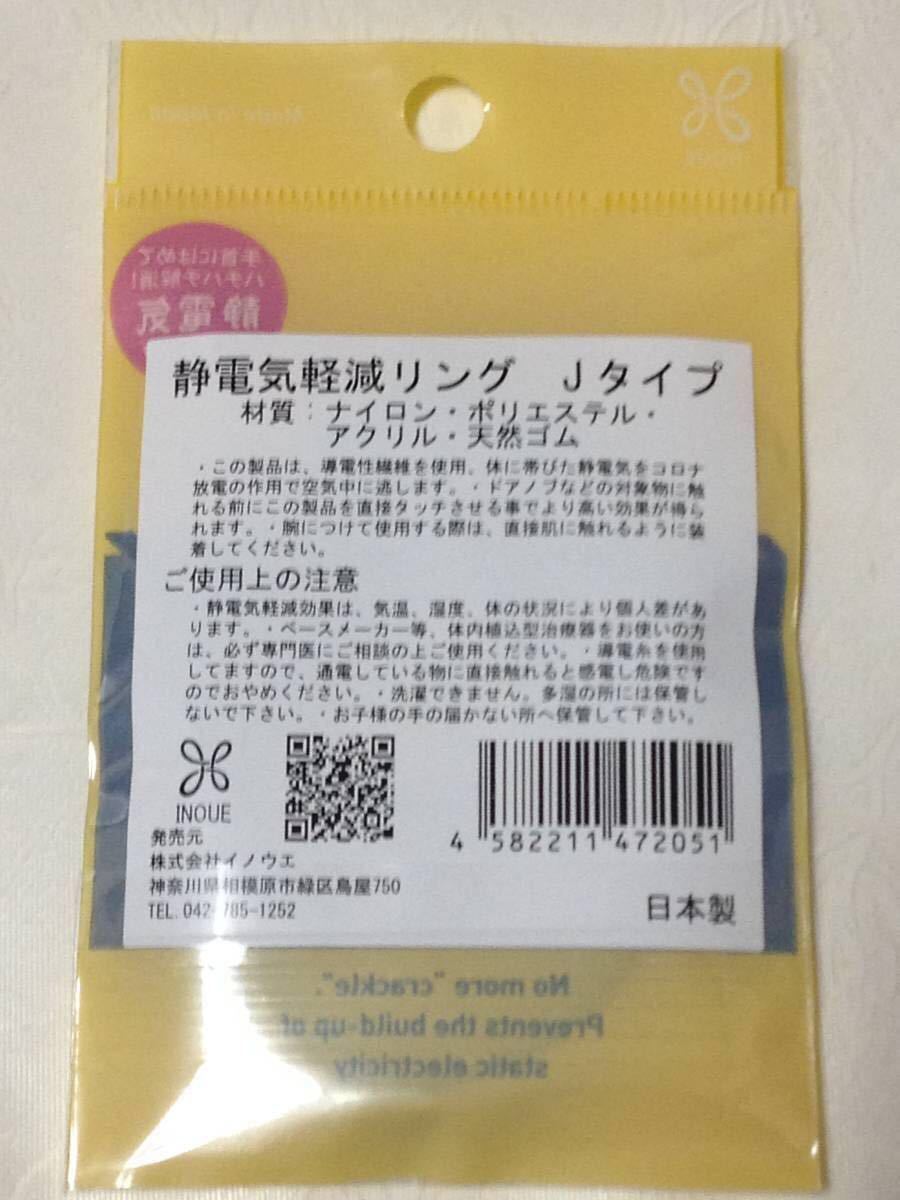 Made in Japan
INOUE
手首にはめて
パチパチ解消!
静電気
静電気軽減リング Jタイプ
材質:ナイロン・ポリエステル・
アクリル・天然ゴム
・この製品は、導電性繊維を使用。体に帯びた静電気をコロナ
放電の作用で空気中に逃します。・ドアノブなどの対象物に触
れる前にこの製品を直接タッチさせる事でより高い効果が得ら
れます。・腕につけて使用する際は、直接肌に触れるように装
着してください。
ご使用上の注意
・静電気軽減効果は、気温、湿度、体の状況により個人差があ
ります。・ペースメーカー等、体内植込型治療器をお使いの方
は、必ず専門医にご相談の上ご使用ください。・導電糸を使用
してますので、通電している物に直接触れると感電し危険です
のでおやめください。・洗濯できません。多湿の所には保管し
ないで下さい。・お子様の手の届かない所へ保管して下さい。
INOUE
発売元
株式会社イノウエ
神奈川県相模原市緑区鳥屋750
TEL. 042-785-1252
4 582211 472051
日本製
No more "crackle".
Prevents the build-up of
static electricity